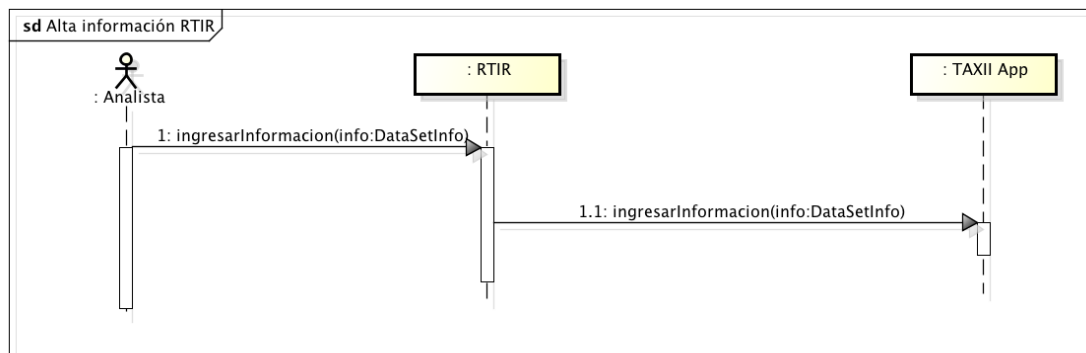 sd Alta información RTIR
: Analista
: RTIR
: TAXII App
1: ingresarInformacion(info:DataSetInfo)
1.1: ingresarInformacion(info:DataSetInfo)